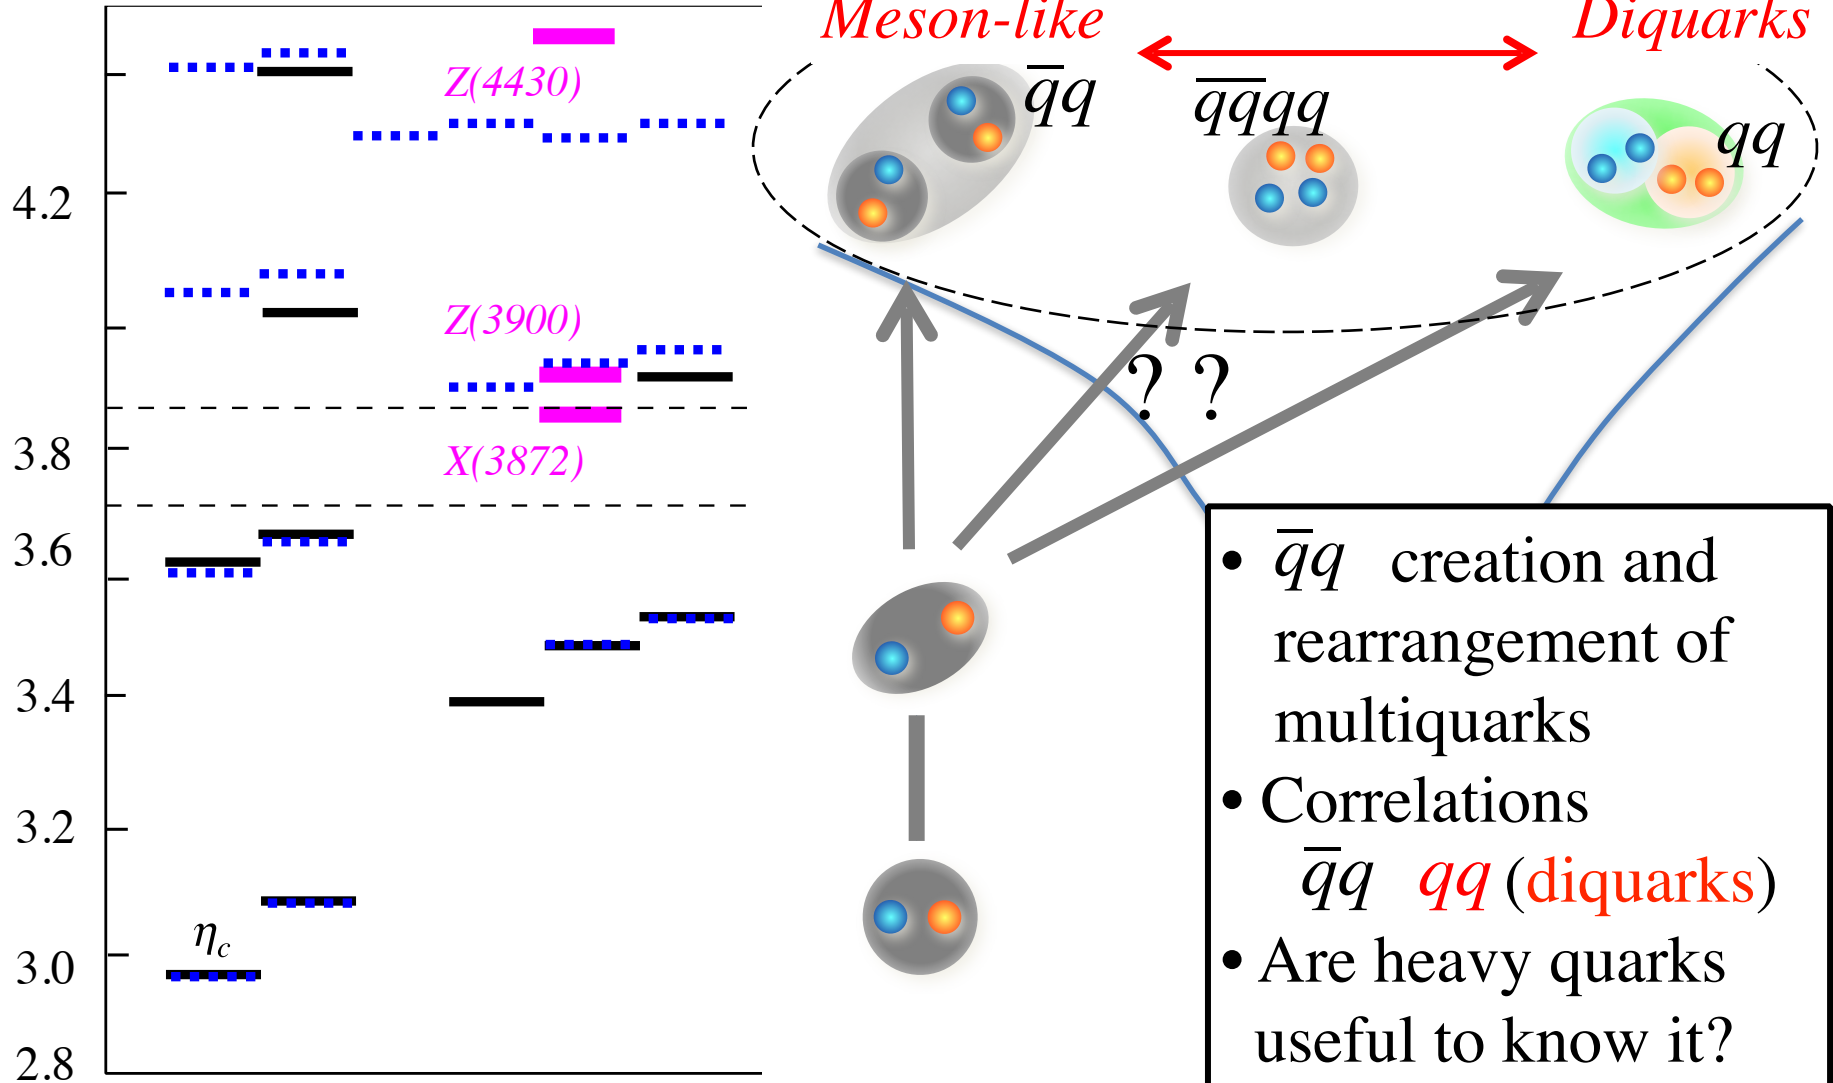 Meson-like
Diquarks
q̅q
q̅q̅qq
qq
Z(4430)
4.2
Z(3900)
? ?
3.8
X(3872)
3.6
3.4
3.2
η_c
3.0
2.8
• q̅q creation and
rearrangement of
multiquarks
• Correlations
q̅q qq (diquarks)
• Are heavy quarks
useful to know it?